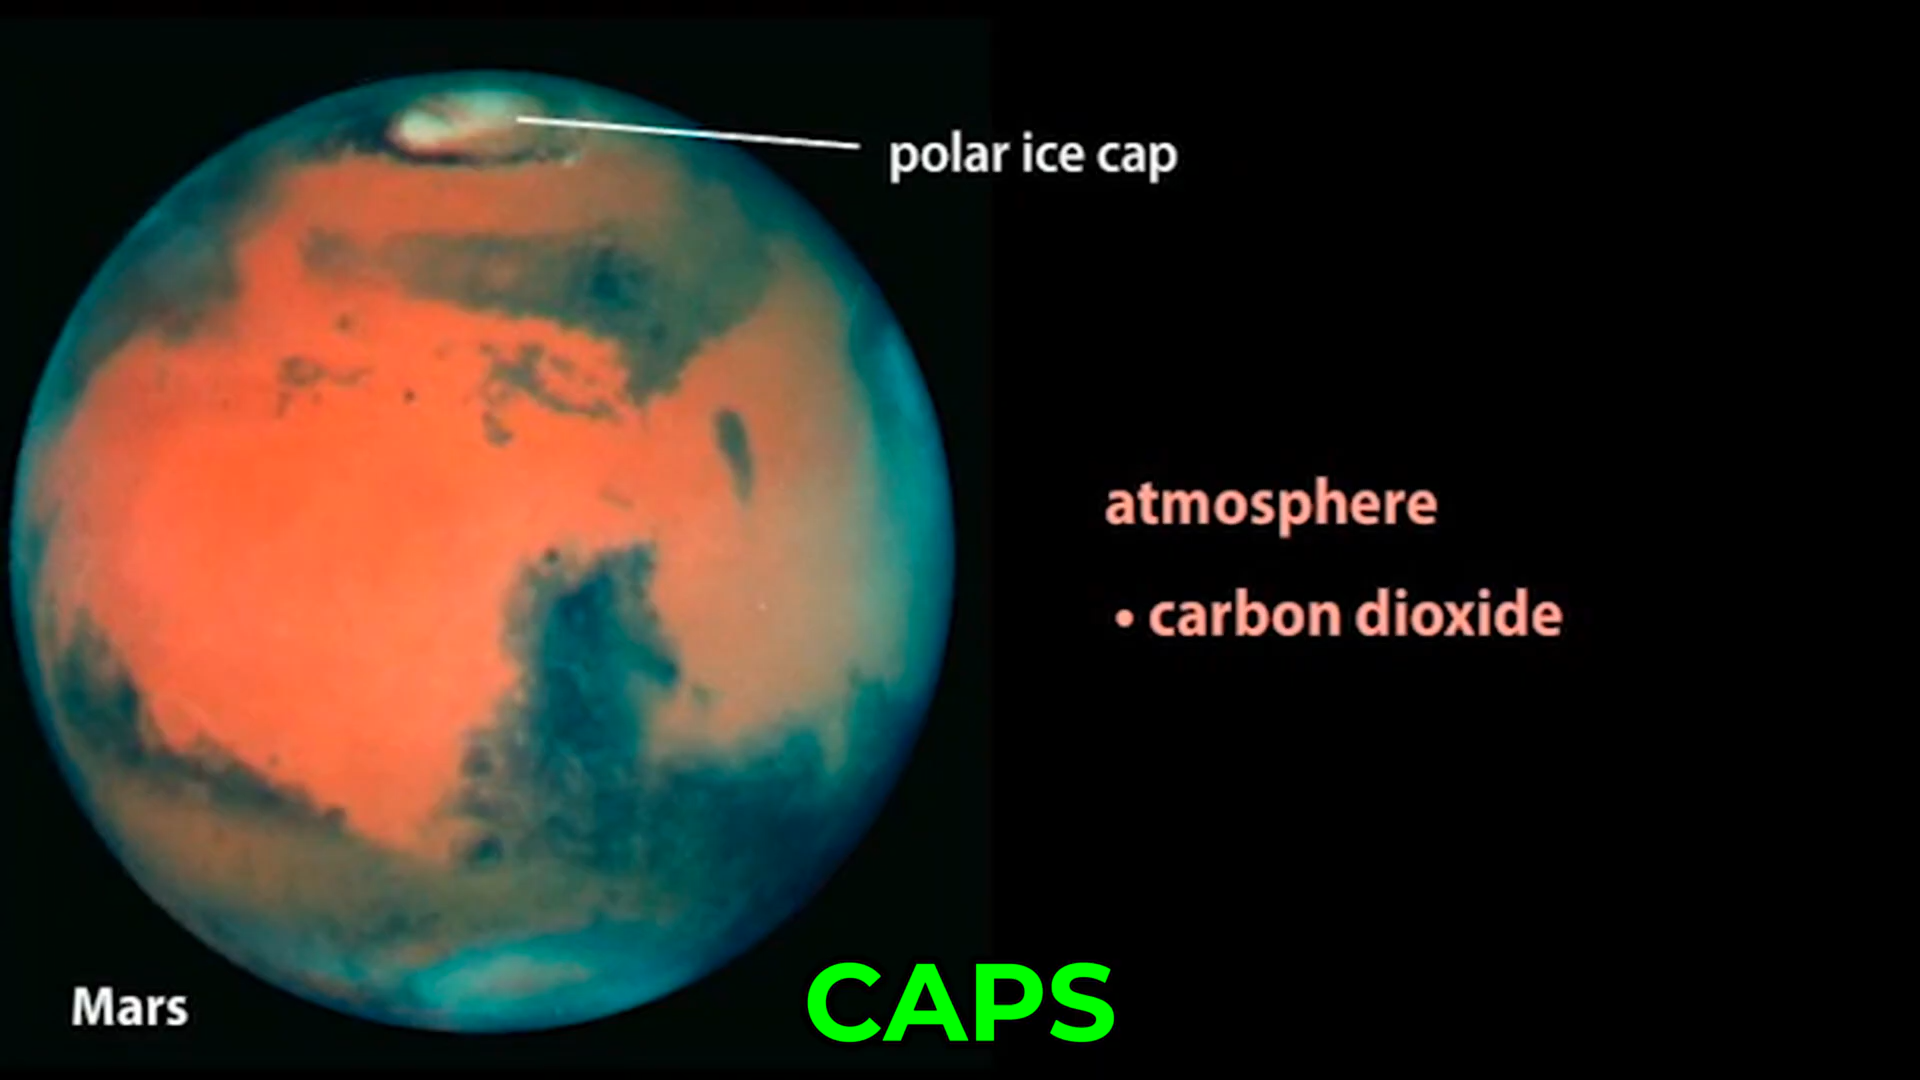 polar ice cap
atmosphere
• carbon dioxide
Mars
CAPS